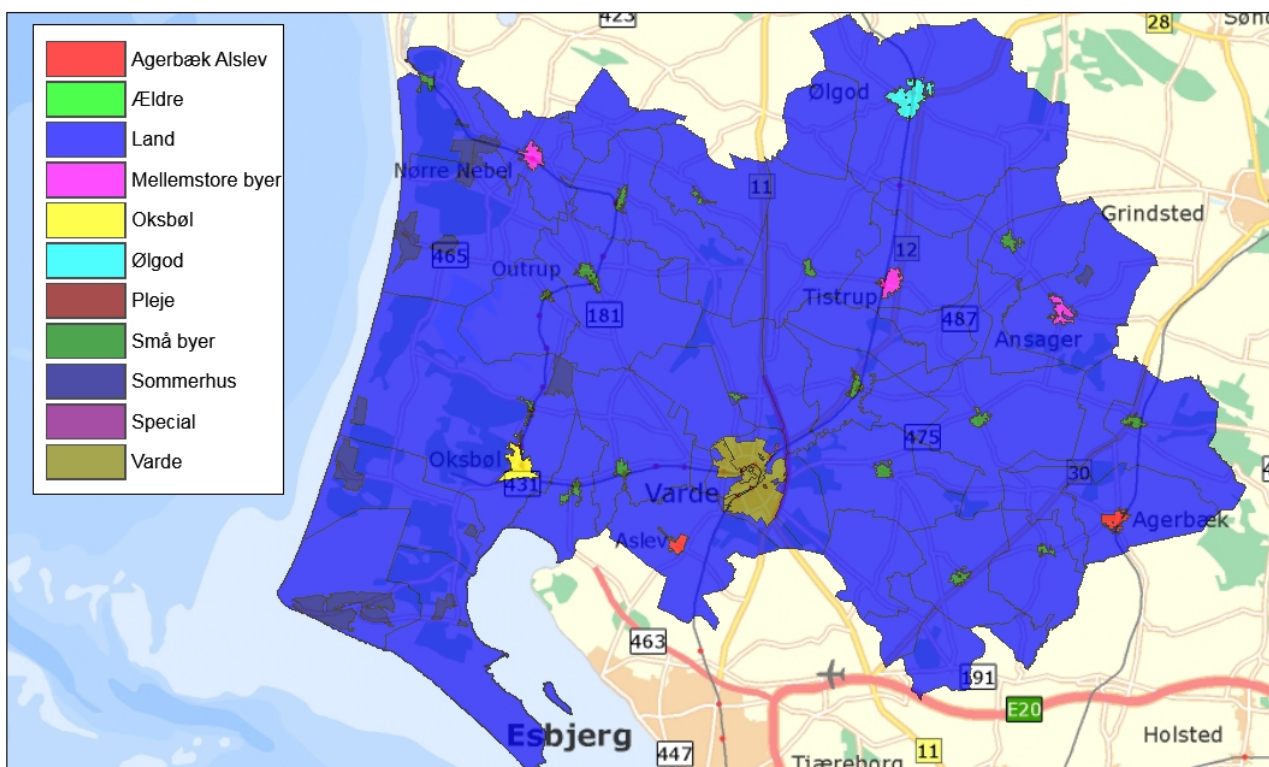 Agerbæk Alslev
Ældre
Land
Mellemstore byer
Oksbøl
Ølgod
Pleje
Små byer
Sommerhus
Special
Varde
423
28
Ølgod
Nørre Nebel
11
Grindsted
465
12
Outrup
Tistrup
181
487
Ansager
Oksbøl
475
431
30
Varde
Agerbæk
Aslev
463
191
E20
Esbjerg
447
11
Holsted
Tjæreborg